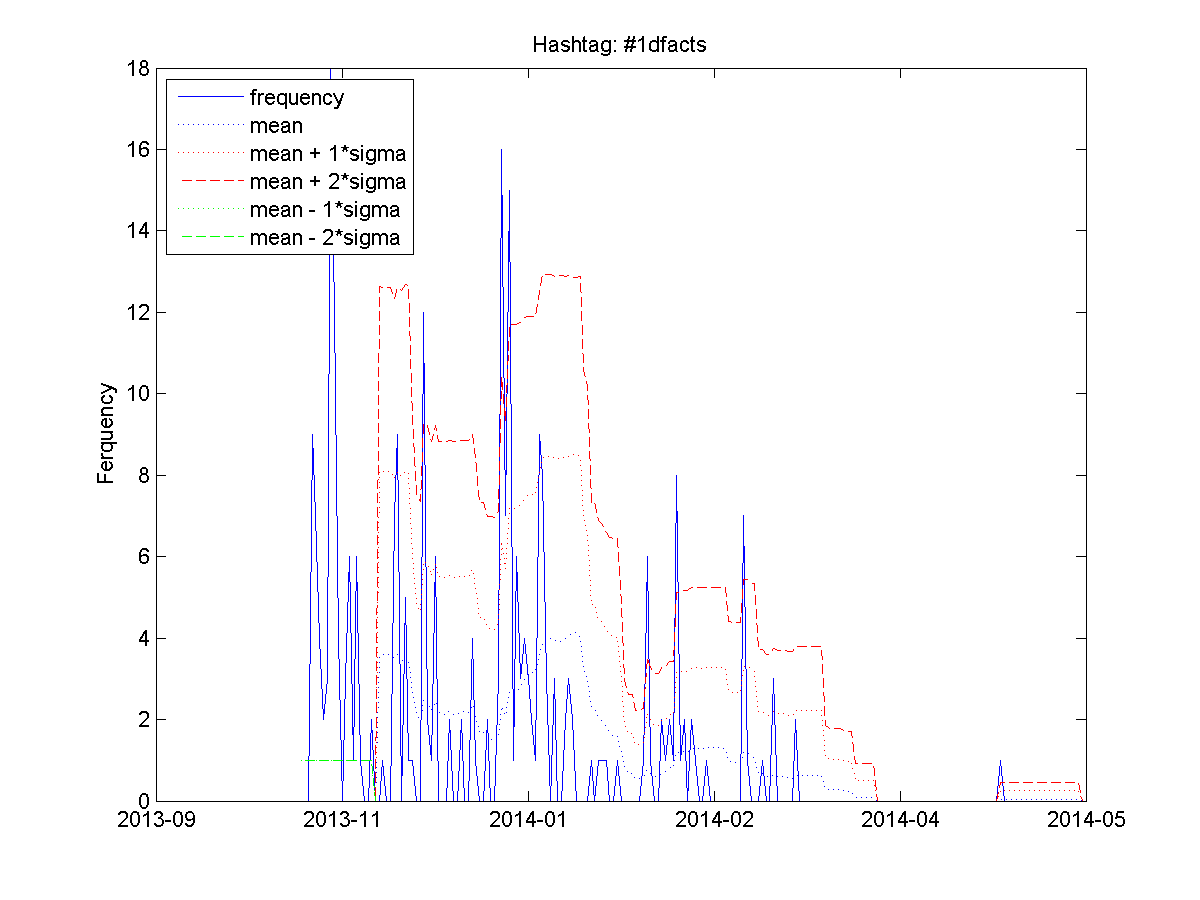 Hashtag: #1dfacts
18
16
14
12
10
8
6
4
2
0
Ferquency
frequency
mean
mean + 1*sigma
mean + 2*sigma
mean - 1*sigma
mean - 2*sigma
2013-09 2013-11 2014-01 2014-02 2014-04 2014-05